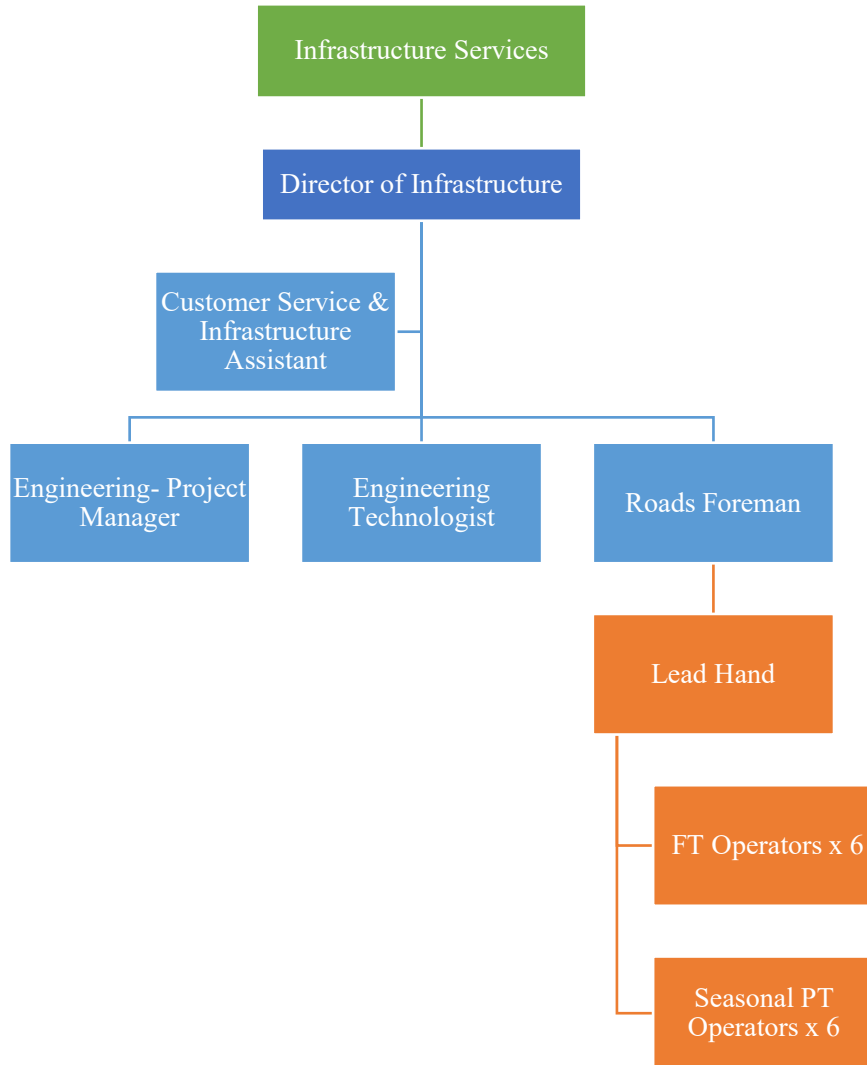 Infrastructure Services
Director of Infrastructure
Customer Service &
Infrastructure
Assistant
Engineering- Project
Manager
Engineering
Technologist
Roads Foreman
Lead Hand
FT Operators x 6
Seasonal PT
Operators x 6